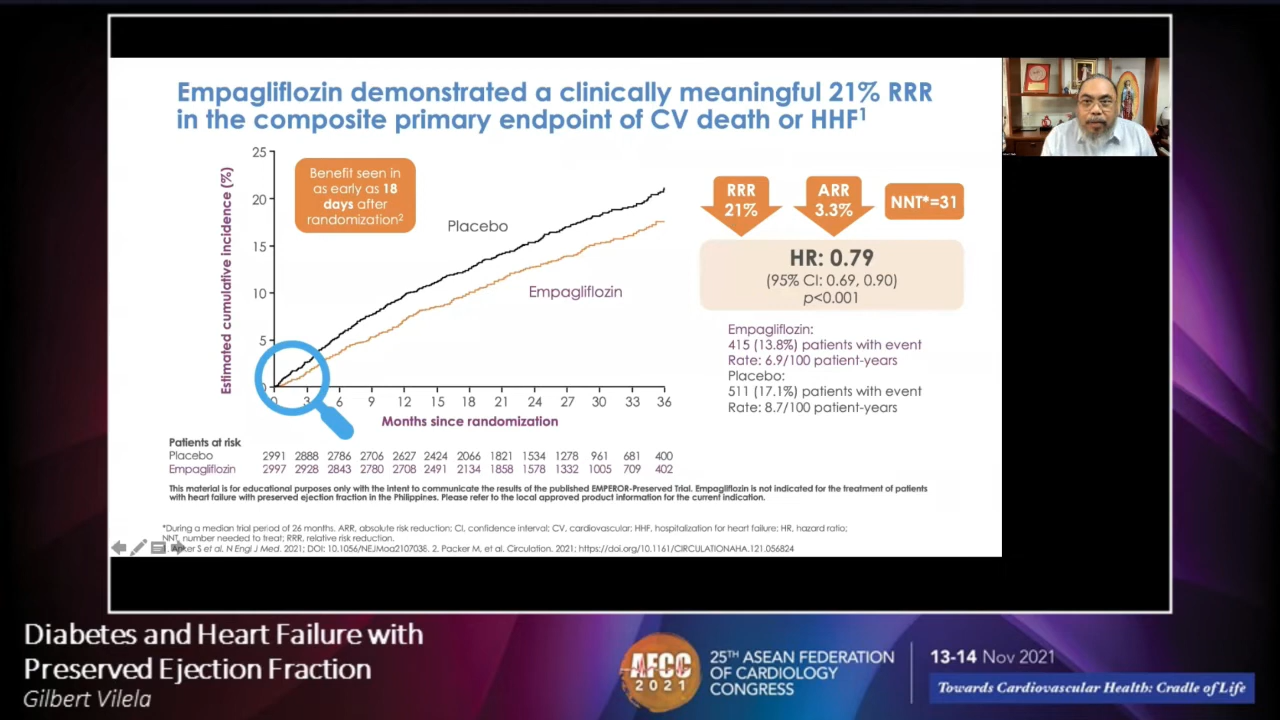 Empagliflozin demonstrated a clinically meaningful 21% RRR
in the composite primary endpoint of CV death or HHF1
Estimated cumulative incidence (%)
25
20
15
10
5
0
Benefit seen in
as early as 18
days after
randomization2
Placebo
Empagliflozin
0 3 6 9 12 15 18 21 24 27 30 33 36
Months since randomization
RRR
21%
ARR
3.3%
NNT*=31
HR: 0.79
(95% CI: 0.69, 0.90)
p<0.001
Empagliflozin:
415 (13.8%) patients with event
Rate: 6.9/100 patient-years
Placebo:
511 (17.1%) patients with event
Rate: 8.7/100 patient-years
Patients at risk
Placebo 2991 2888 2786 2706 2627 2424 2066 1821 1534 1278 961 681 400
Empagliflozin 2997 2928 2843 2780 2708 2491 2134 1858 1578 1332 1005 709 402
This material is for educational purposes only with the intent to communicate the results of the published EMPEROR-Preserved Trial. Empagliflozin is not indicated for the treatment of patients
with heart failure with preserved ejection fraction in the Philippines. Please refer to the local approved product information for the current indication.
*During a median trial period of 26 months. ARR, absolute risk reduction; CI, confidence interval; CV, cardiovascular; HHF, hospitalization for heart failure; HR, hazard ratio;
NNT, number needed to treat; RRR, relative risk reduction.
S et al. N Engl J Med. 2021; DOI: 10.1056/NEJMoa2107038. 2. Packer M, et al. Circulation. 2021; https://doi.org/10.1161/CIRCULATIONAHA.121.056824
Diabetes and Heart Failure with
Preserved Ejection Fraction
Gilbert Vilela
AFCC
2021
25TH ASEAN FEDERATION
OF CARDIOLOGY
CONGRESS
13-14 Nov 2021
Towards Cardiovascular Health: Cradle of Life